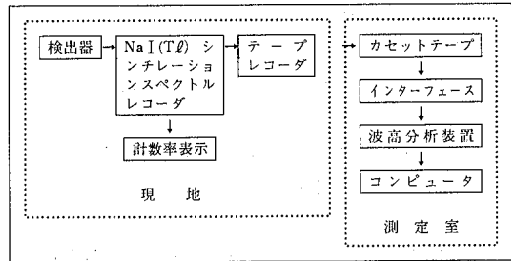 検出器
NaI(Tℓ)シ
ンチレーショ
ンスペクトル
レコーダ
テープ
レコーダ
計数率表示
現地
カセットテープ
インターフェース
波高分析装置
コンピュータ
測定室